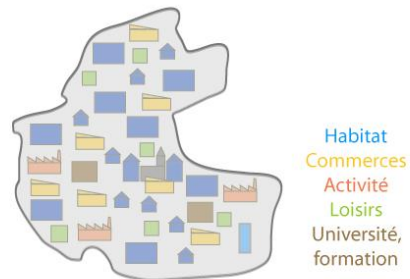 Habitat
Commerces
Activité
Loisirs
Université,
formation